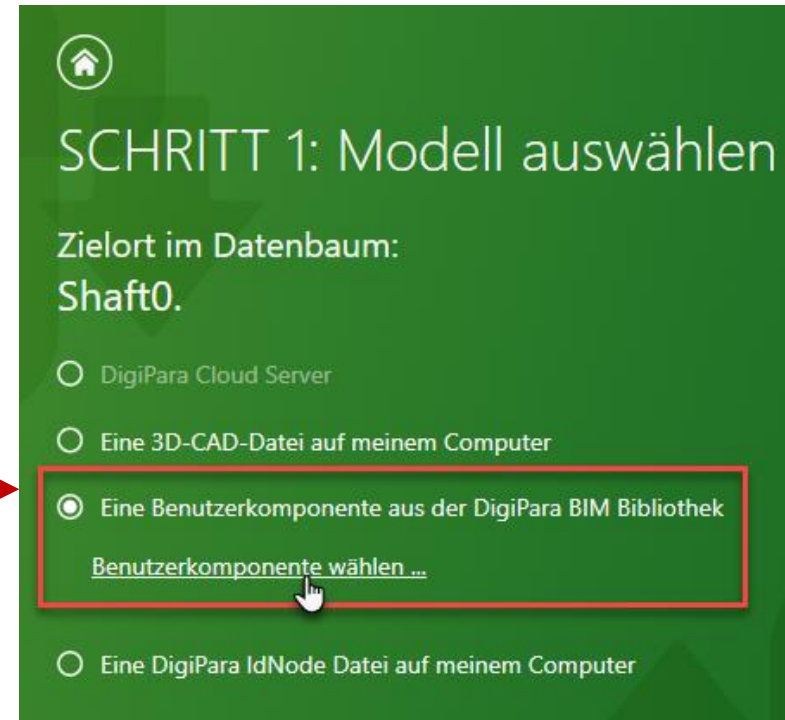 SCHRITT 1: Modell auswählen
Zielort im Datenbaum:
Shaft0.
DigiPara Cloud Server
Eine 3D-CAD-Datei auf meinem Computer
Eine Benutzerkomponente aus der DigiPara BIM Bibliothek
Benutzerkomponente wählen ...
Eine DigiPara IdNode Datei auf meinem Computer